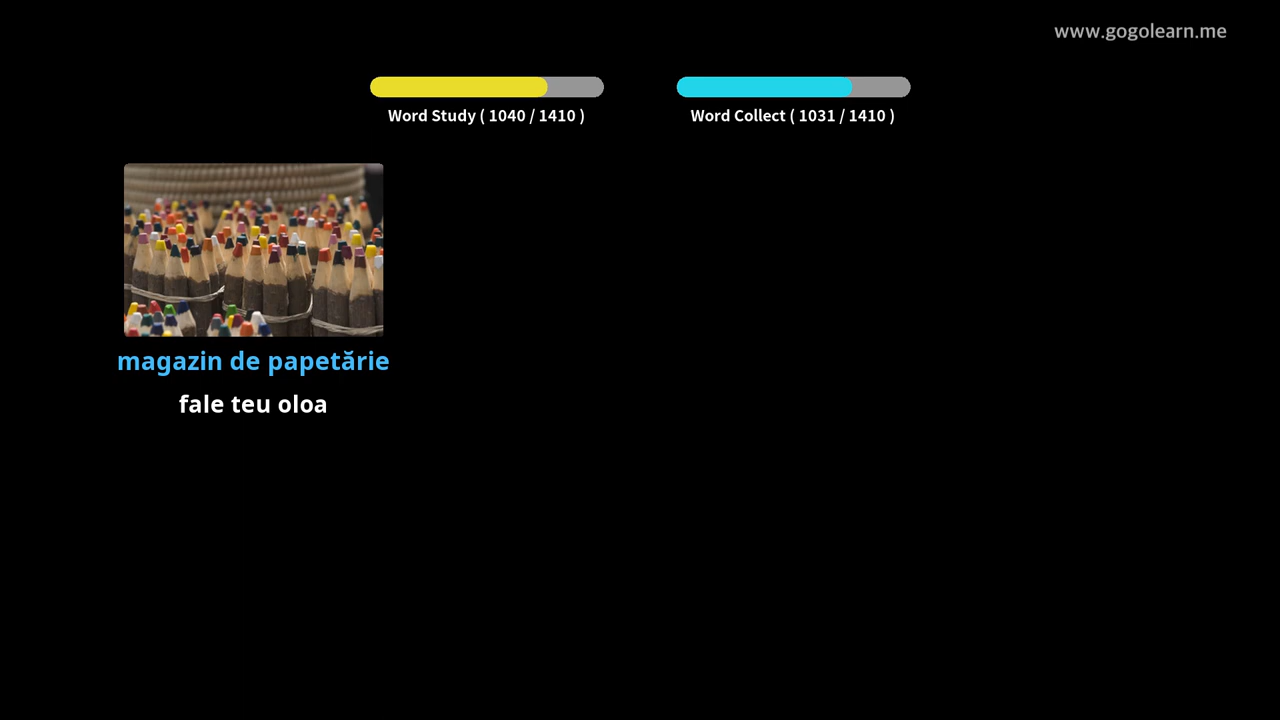 www.gogolearn.me
Word Study ( 1040 / 1410 )
Word Collect ( 1031 / 1410 )
magazin de papetărie
fale teu oloa